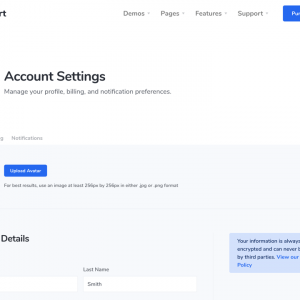 rt
Demos Pages Features Support Pu
Account Settings
Manage your profile, billing, and notification preferences.
g Notifications
Upload Avatar
For best results, use an image at least 256px by 256px in either .jpg or .png format
Details
Last Name
Smith
Your information is always
encrypted and can never b
by third parties. View our
Policy